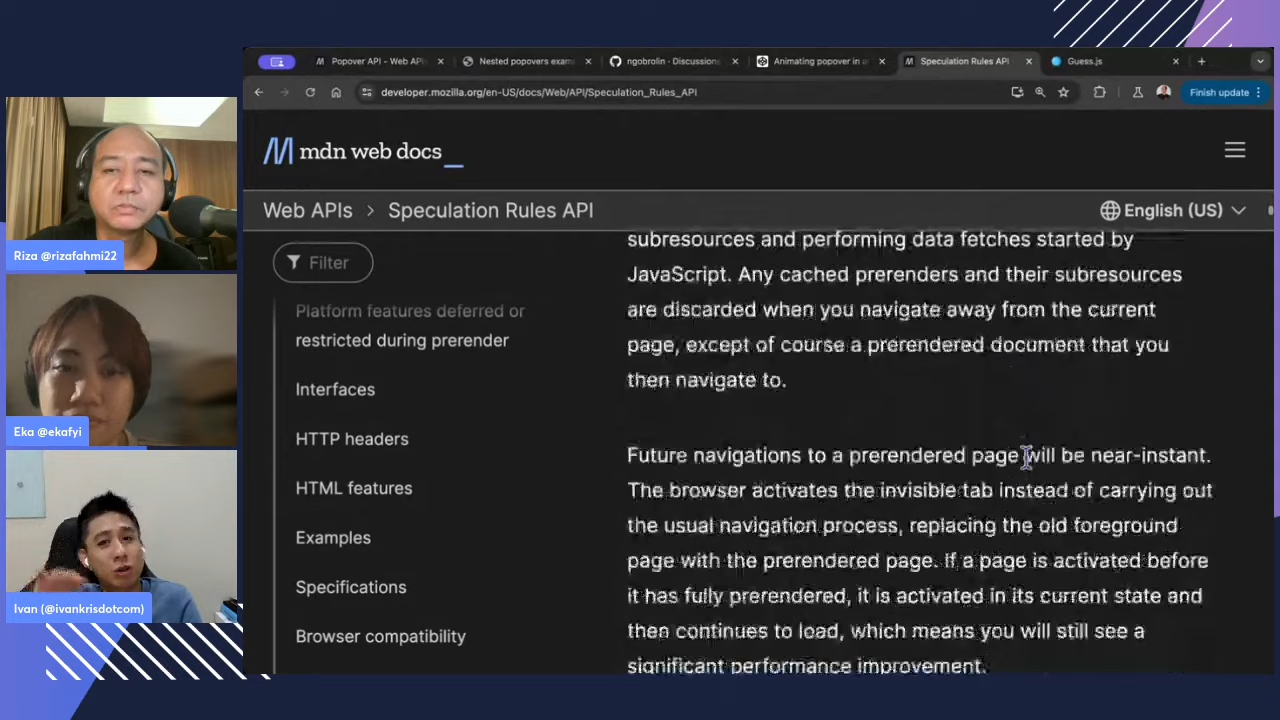 Popover API - Web APIs
Nested popovers exam
ngobrolin · Discussions
Animating popover in a
Speculation Rules API
Guess.js
developer.mozilla.org/en-US/docs/Web/API/Speculation_Rules_API
Finish update
mdn web docs_
Web APIs > Speculation Rules API
English (US)
Filter
Platform features deferred or
restricted during prerender
Interfaces
HTTP headers
HTML features
Examples
Specifications
Browser compatibility
subresources and performing data fetches started by
JavaScript. Any cached prerenders and their subresources
are discarded when you navigate away from the current
page, except of course a prerendered document that you
then navigate to.
Future navigations to a prerendered page will be near-instant.
The browser activates the invisible tab instead of carrying out
the usual navigation process, replacing the old foreground
page with the prerendered page. If a page is activated before
it has fully prerendered, it is activated in its current state and
then continues to load, which means you will still see a
significant performance improvement.
Riza @rizafahmi22
Eka @ekafyi
Ivan (@ivankrisdotcom)